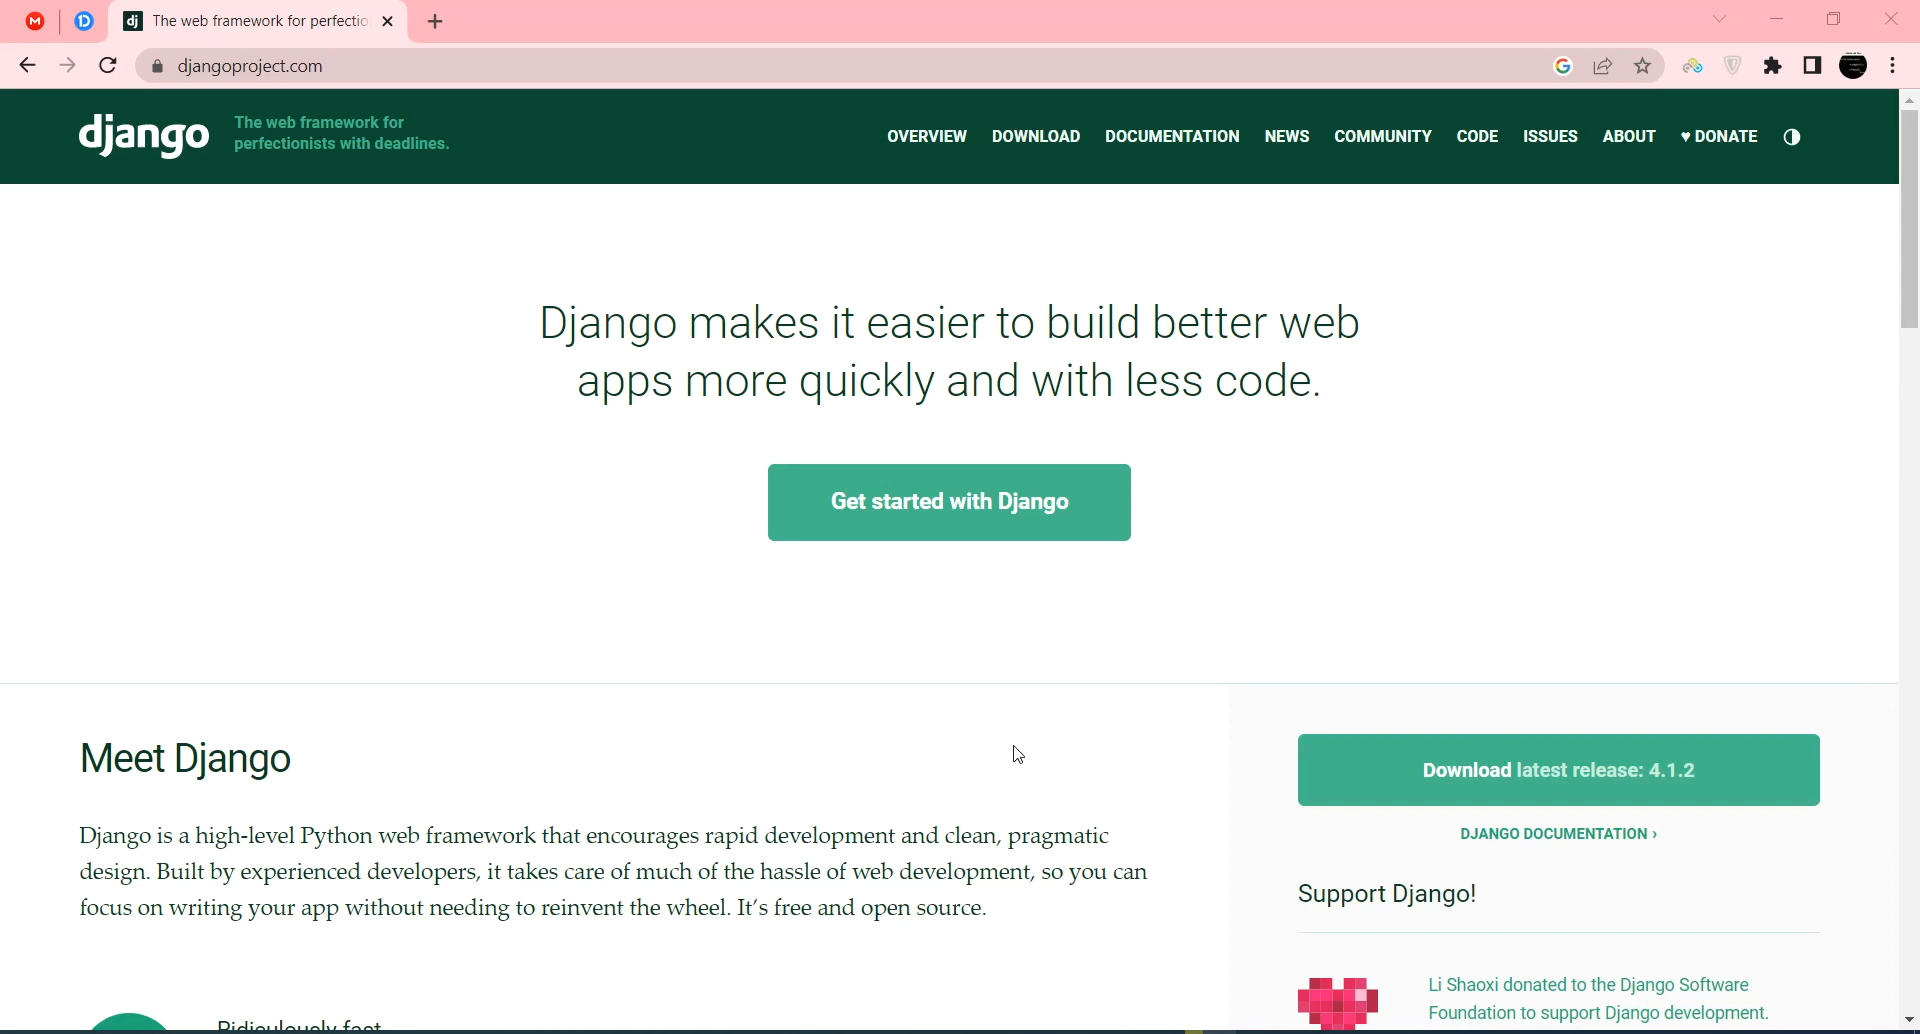 The web framework for perfectio
djangoproject.com
django
The web framework for
perfectionists with deadlines.
OVERVIEW DOWNLOAD DOCUMENTATION NEWS COMMUNITY CODE ISSUES ABOUT ♥ DONATE
Django makes it easier to build better web
apps more quickly and with less code.
Get started with Django
Meet Django
Django is a high-level Python web framework that encourages rapid development and clean, pragmatic
design. Built by experienced developers, it takes care of much of the hassle of web development, so you can
focus on writing your app without needing to reinvent the wheel. It’s free and open source.
Ridiculously fast
Download latest release: 4.1.2
DJANGO DOCUMENTATION ›
Support Django!
Li Shaoxi donated to the Django Software
Foundation to support Django development.